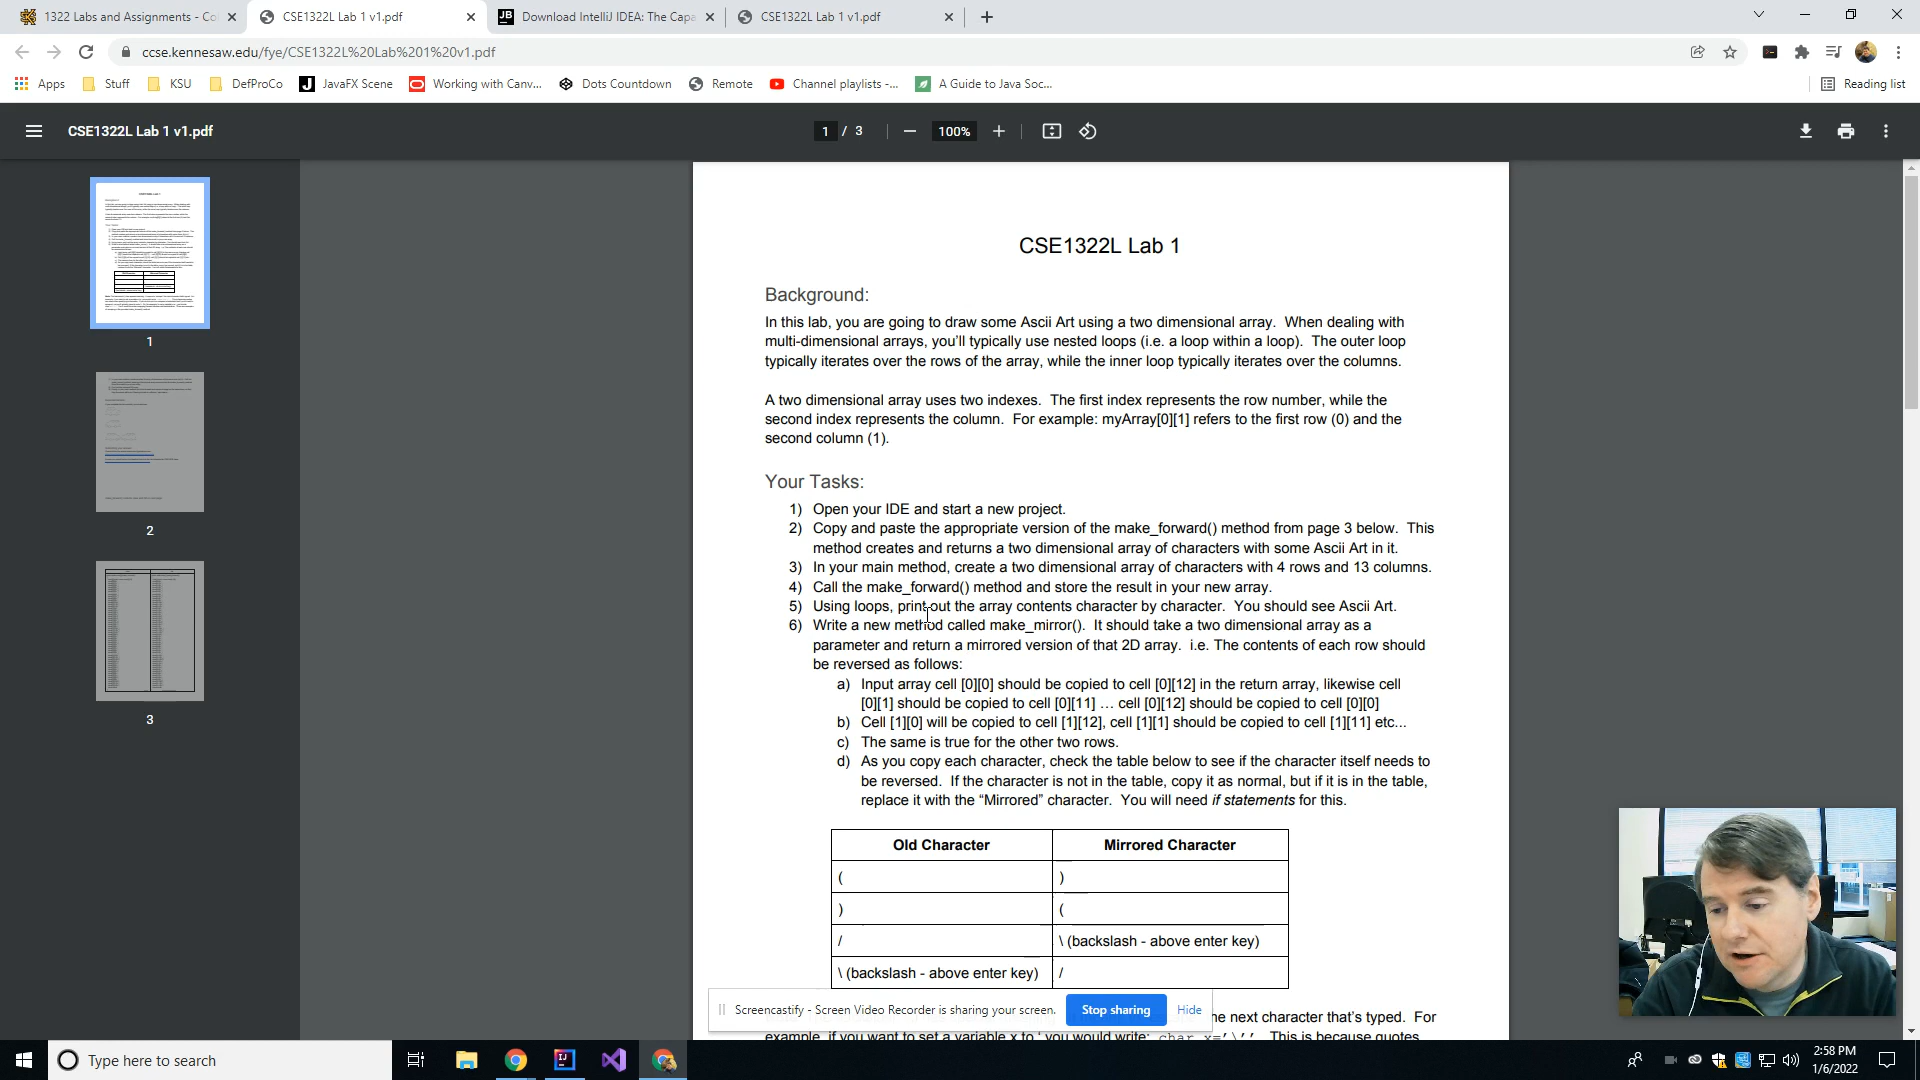 1322 Labs and Assignments - Co
CSE1322L Lab 1 v1.pdf
Download IntelliJ IDEA: The Capa
CSE1322L Lab 1 v1.pdf
ccse.kennesaw.edu/fye/CSE1322L%20Lab%201%20v1.pdf
Apps
Stuff
KSU
DefProCo
JavaFX Scene
Working with Canv...
Dots Countdown
Remote
Channel playlists -...
A Guide to Java Soc...
Reading list
CSE1322L Lab 1 v1.pdf
1 / 3
100%
1
2
3
CSE1322L Lab 1
Background:
In this lab, you are going to draw some Ascii Art using a two dimensional array. When dealing with
multi-dimensional arrays, you'll typically use nested loops (i.e. a loop within a loop). The outer loop
typically iterates over the rows of the array, while the inner loop typically iterates over the columns.
A two dimensional array uses two indexes. The first index represents the row number, while the
second index represents the column. For example: myArray[0][1] refers to the first row (0) and the
second column (1).
Your Tasks:
1) Open your IDE and start a new project.
2) Copy and paste the appropriate version of the make_forward() method from page 3 below. This
method creates and returns a two dimensional array of characters with some Ascii Art in it.
3) In your main method, create a two dimensional array of characters with 4 rows and 13 columns.
4) Call the make_forward() method and store the result in your new array.
5) Using loops, print out the array contents character by character. You should see Ascii Art.
6) Write a new method called make_mirror(). It should take a two dimensional array as a
parameter and return a mirrored version of that 2D array. i.e. The contents of each row should
be reversed as follows:
a) Input array cell [0][0] should be copied to cell [0][12] in the return array, likewise cell
[0][1] should be copied to cell [0][11] … cell [0][12] should be copied to cell [0][0]
b) Cell [1][0] will be copied to cell [1][12], cell [1][1] should be copied to cell [1][11] etc...
c) The same is true for the other two rows.
d) As you copy each character, check the table below to see if the character itself needs to
be reversed. If the character is not in the table, copy it as normal, but if it is in the table,
replace it with the “Mirrored” character. You will need if statements for this.
Old Character Mirrored Character
( )
) (
/ \ (backslash - above enter key)
\ (backslash - above enter key) /
he next character that's typed. For
example, if you want to set a variable x to ' you would write: char x='\'' This is because quotes
Screencastify - Screen Video Recorder is sharing your screen.
Stop sharing
Hide
Type here to search
2:58 PM
1/6/2022